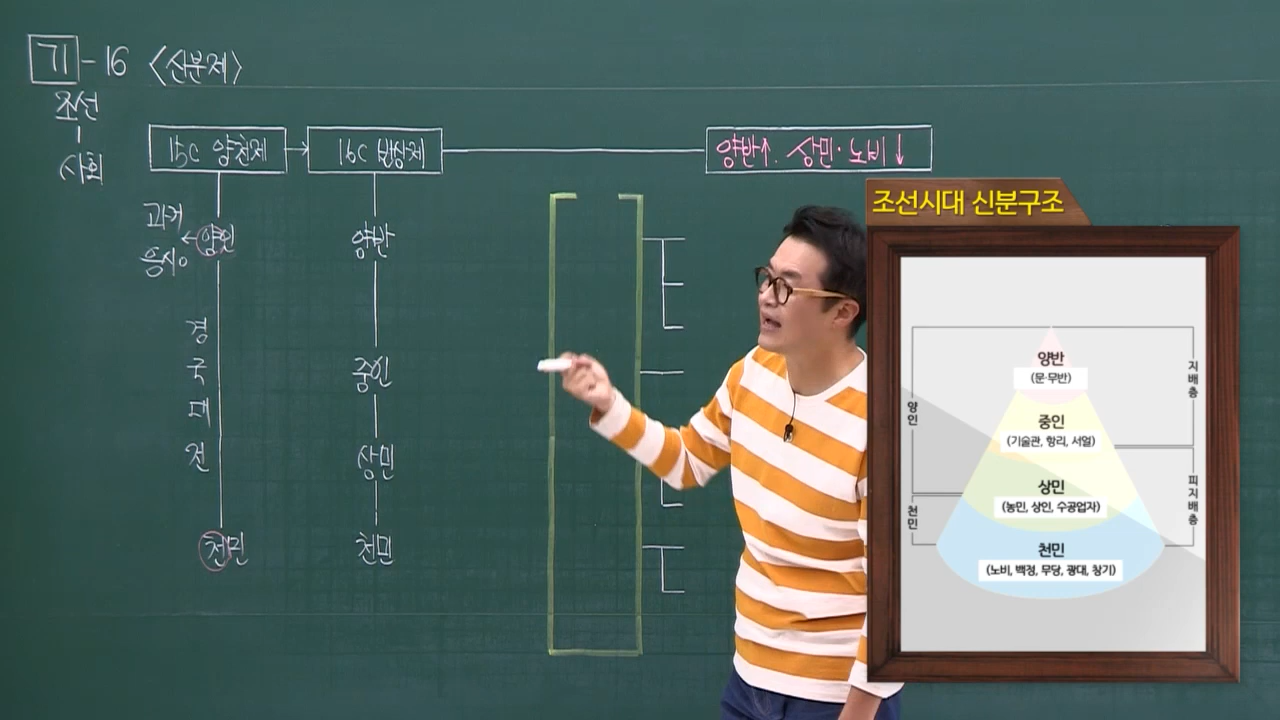 기-16 <신분제>
조선
사회
15C 양천제
16C 반상제
양반↑. 상민·노비↓
과거
응시○
양인
양반
경
국
대
전
중인
상민
천민
천민
조선시대 신분구조
양반
(문·무반)
중인
(기술관, 향리, 서얼)
상민
(농민, 상인, 수공업자)
천민
(노비, 백정, 무당, 광대, 창기)
양인
천민
지배층
피지배층